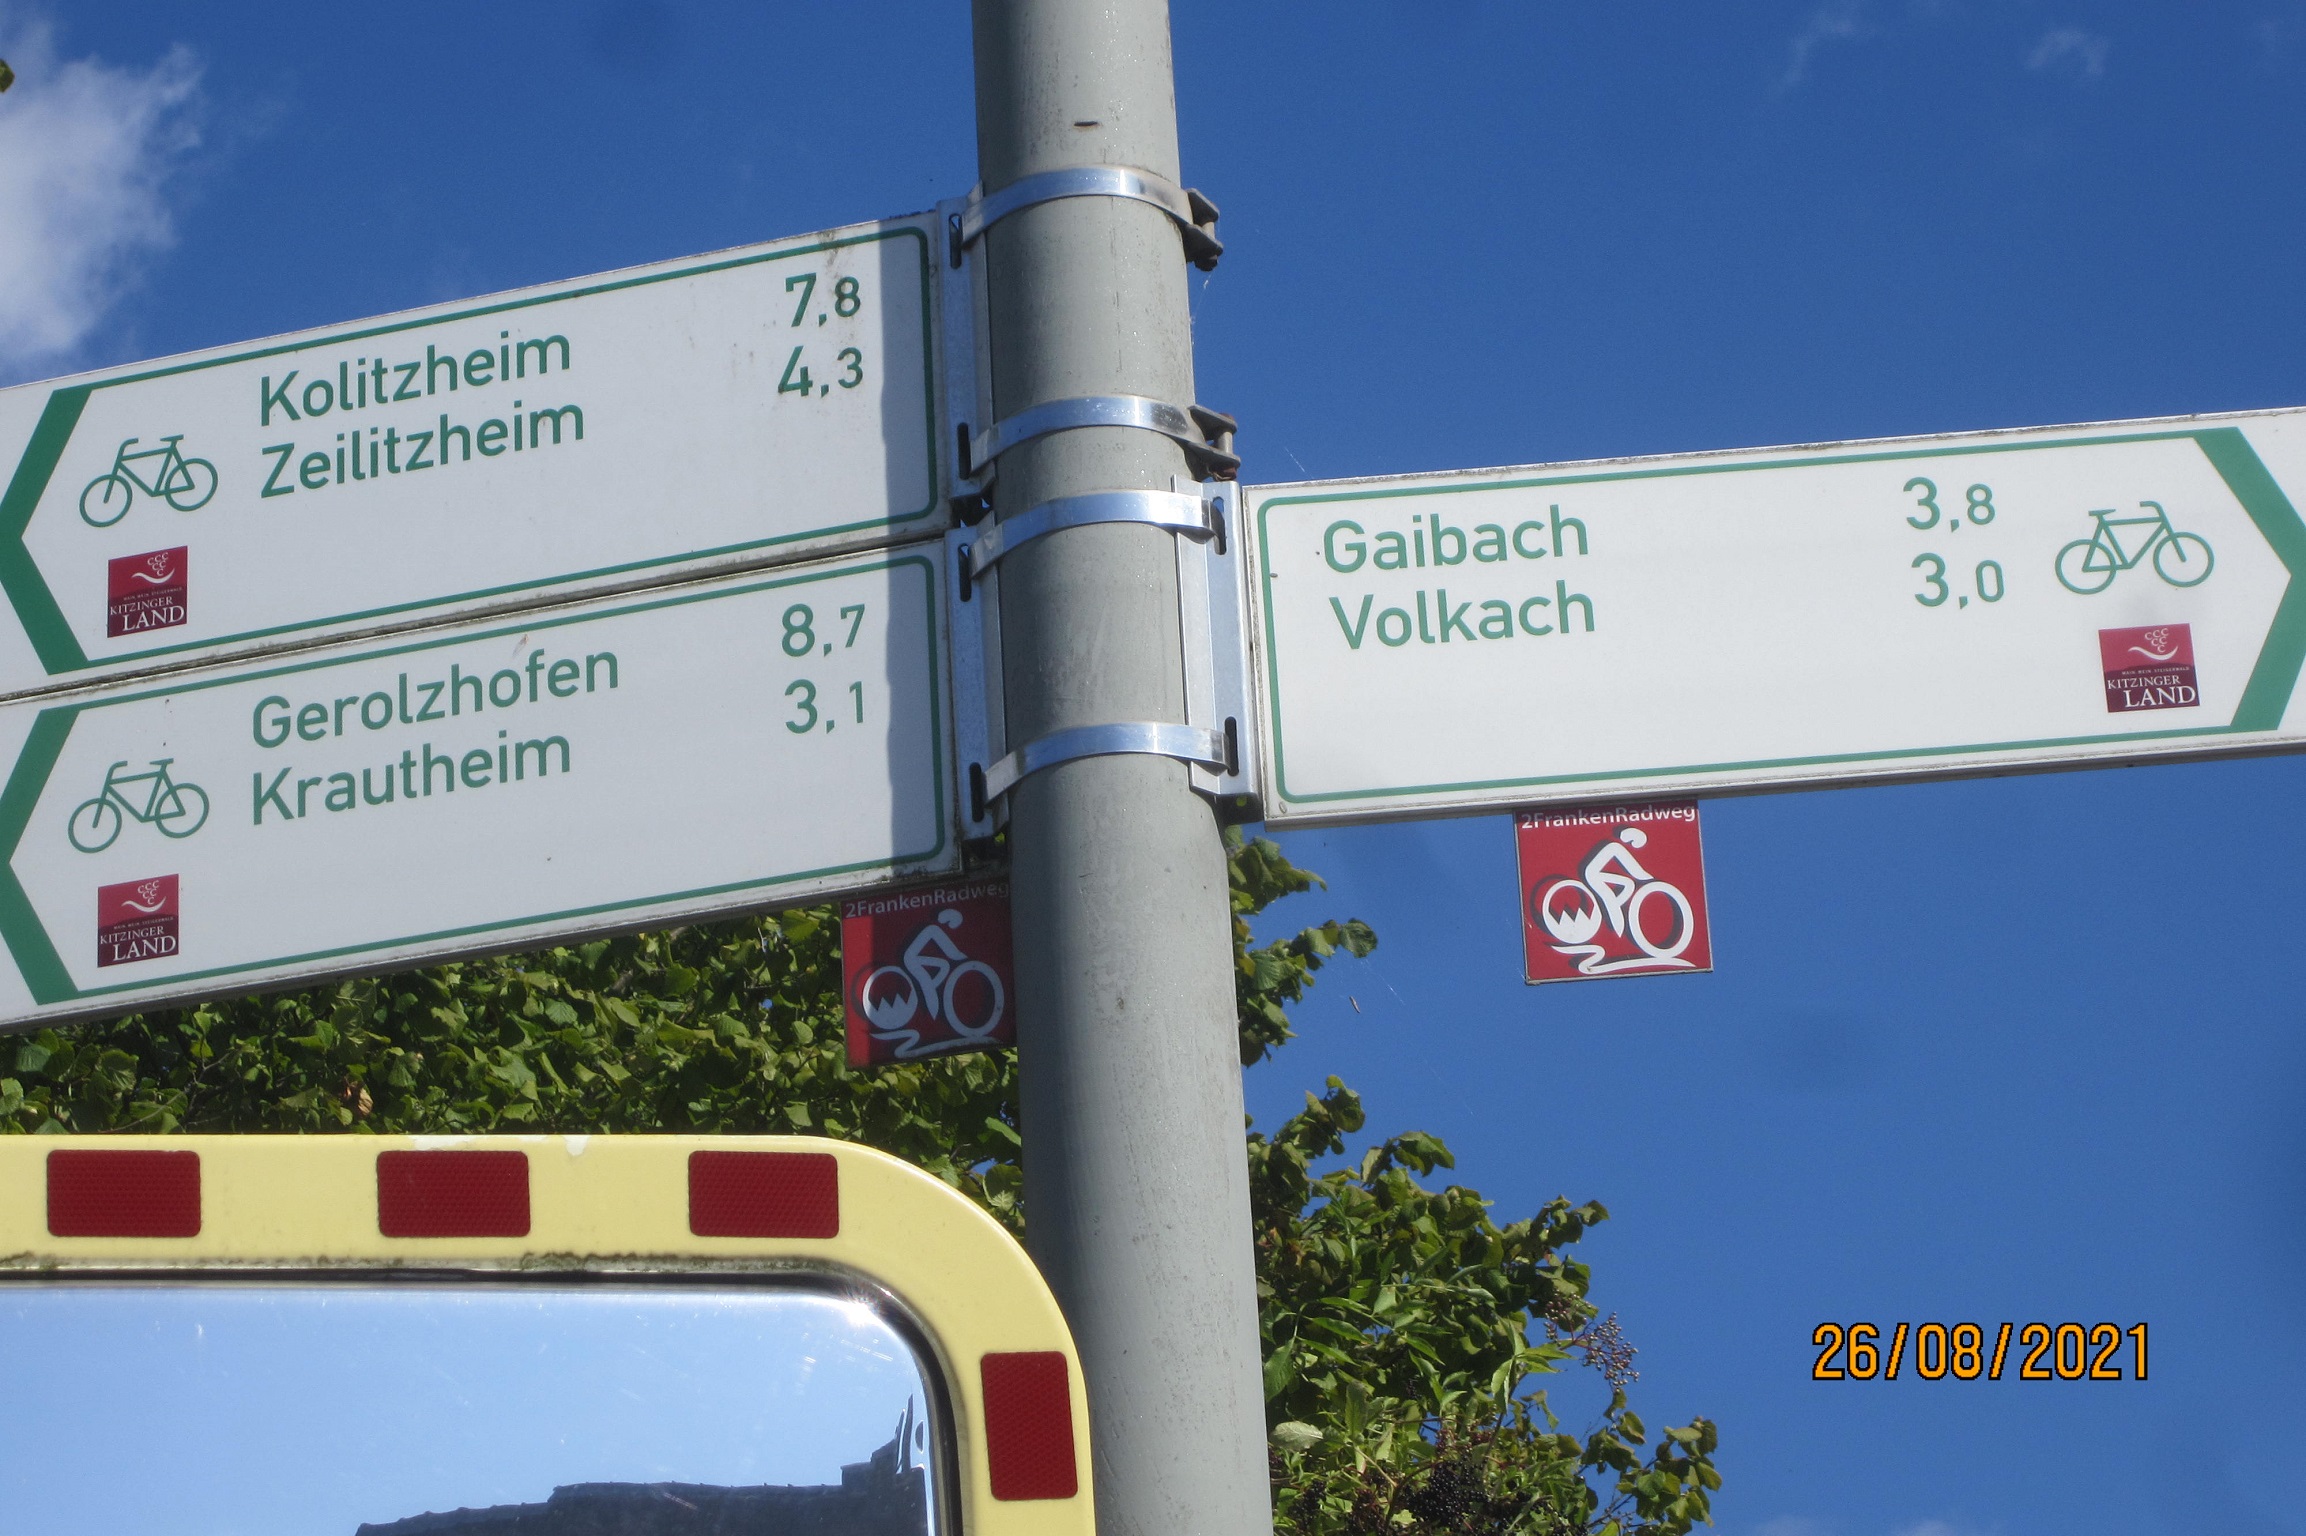 Kolitzheim 7,8
Zeilitzheim 4,3
KITZINGER
LAND
Gerolzhofen 8,7
Krautheim 3,1
KITZINGER
LAND
2FrankenRadweg
Gaibach 3,8
Volkach 3,0
KITZINGER
LAND
2FrankenRadweg
26/08/2021